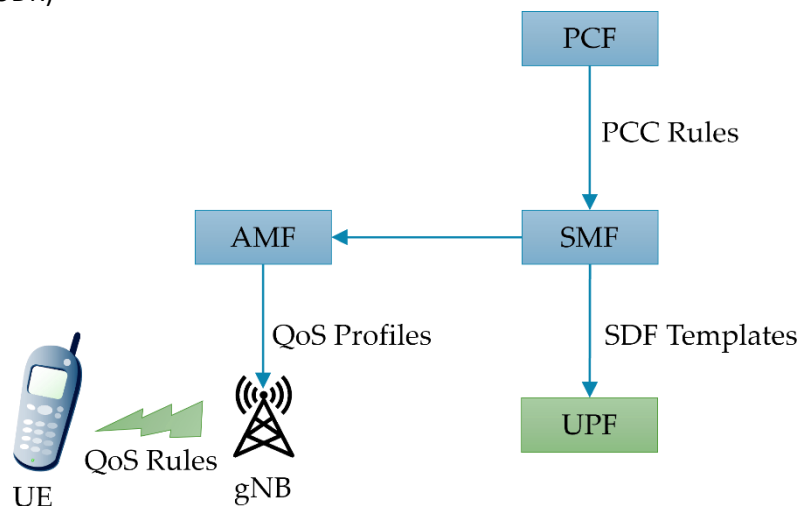 PCF
PCC Rules
AMF
SMF
QoS Profiles
SDF Templates
UPF
QoS Rules
gNB
UE